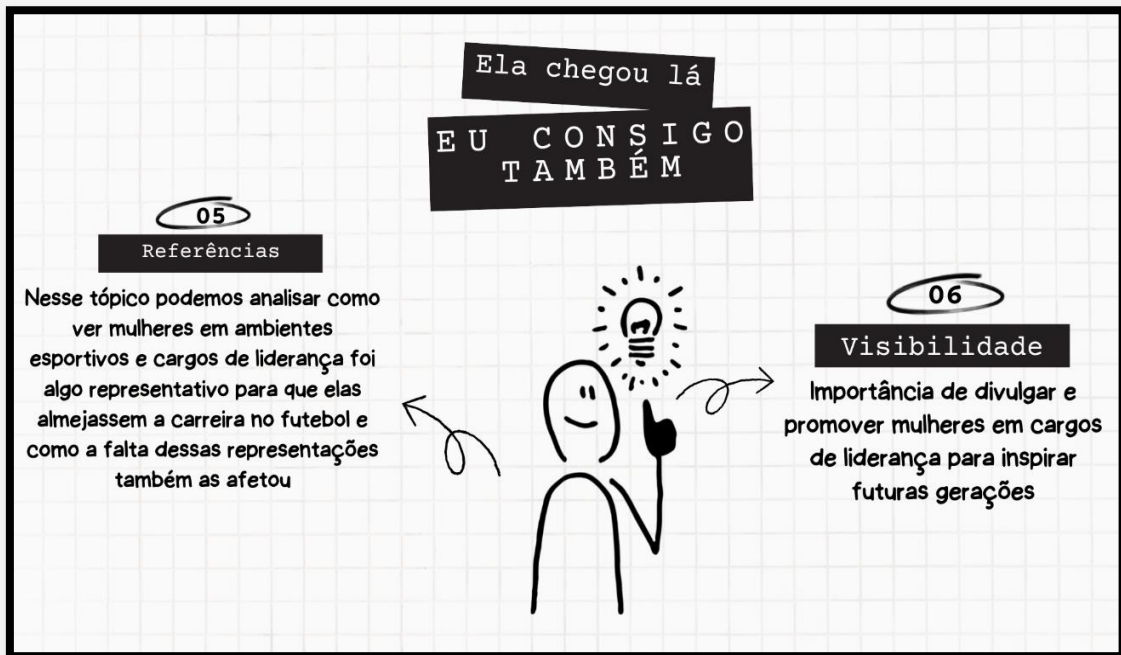 Ela chegou lá
EU CONSIGO
TAMBÉM
05
Referências
Nesse tópico podemos analisar como
ver mulheres em ambientes
esportivos e cargos de liderança foi
algo representativo para que elas
almejassem a carreira no futebol e
como a falta dessas representações
também as afetou
06
Visibilidade
Importância de divulgar e
promover mulheres em cargos
de liderança para inspirar
futuras gerações